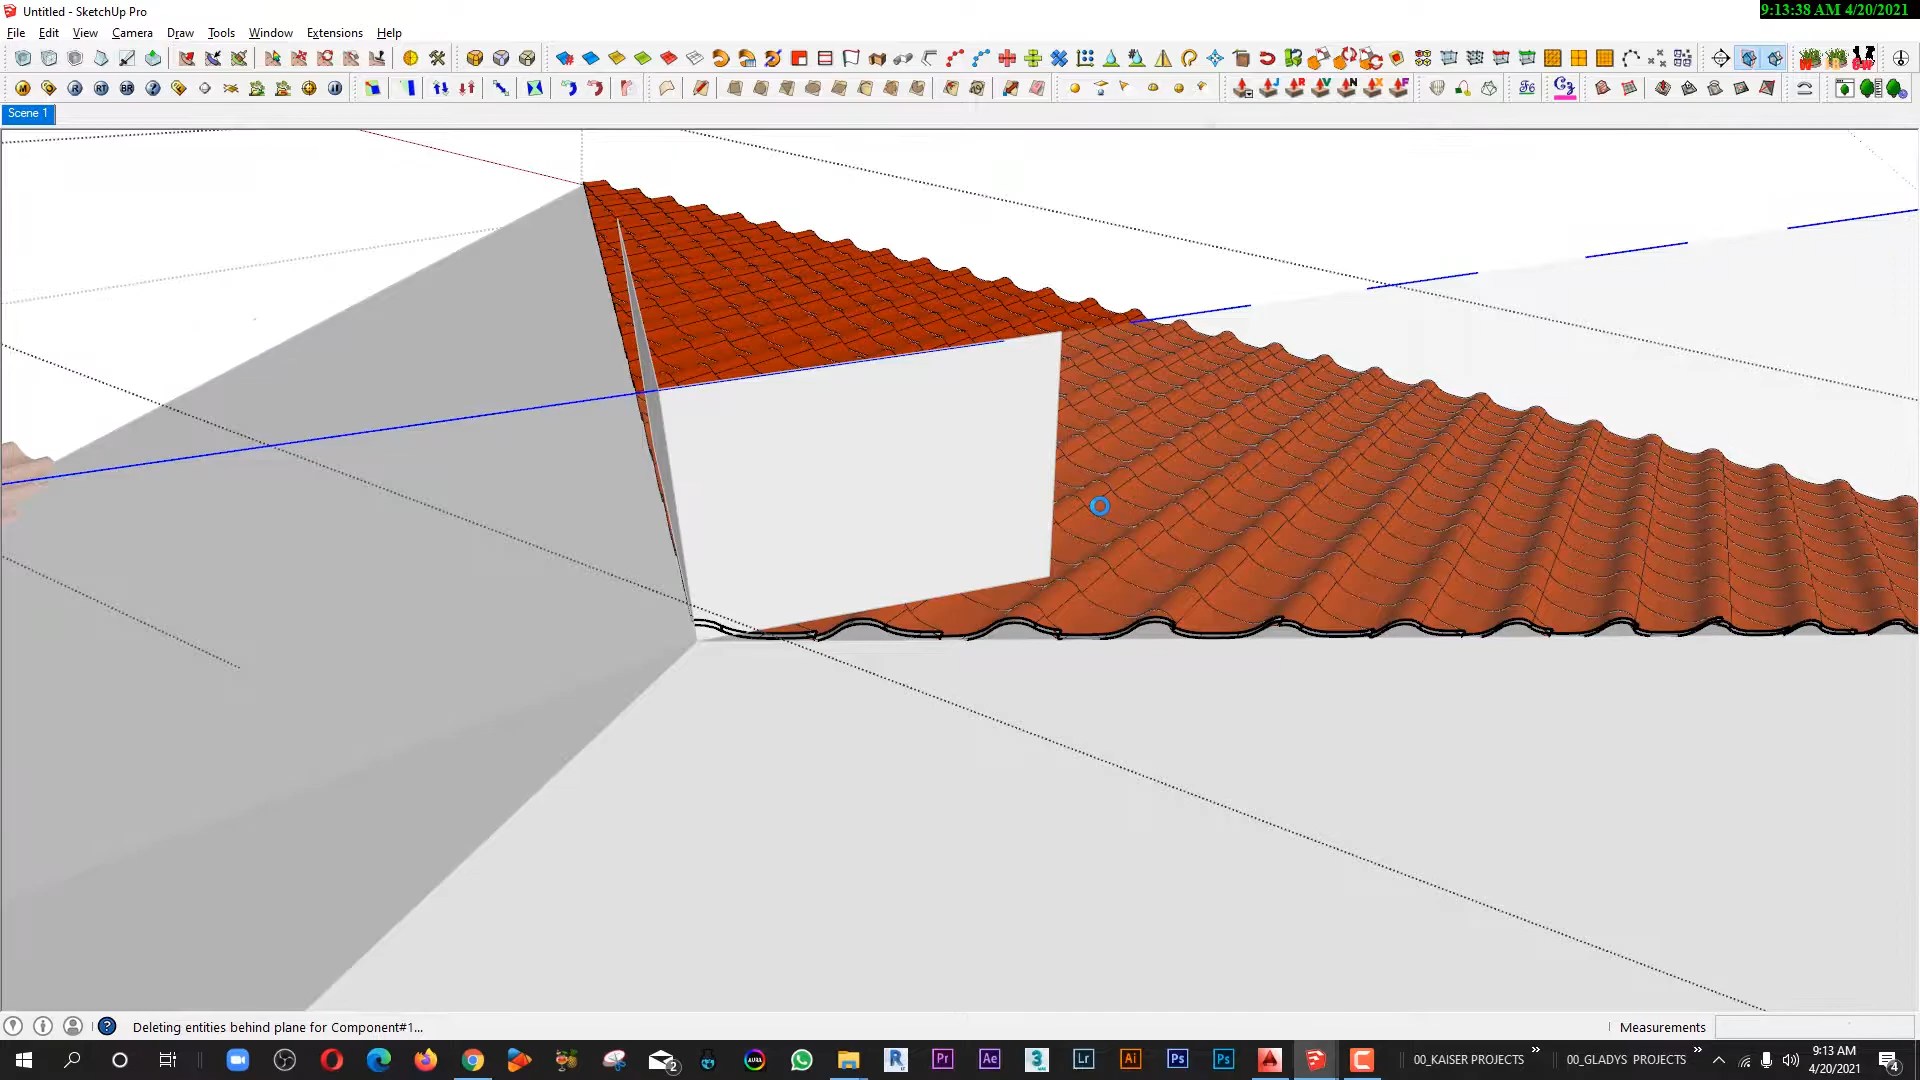 Untitled - SketchUp Pro
9:13:38 AM 4/20/2021
File Edit View Camera Draw Tools Window Extensions Help
Scene 1
Deleting entities behind plane for Component#1...
Measurements
00_KAISER PROJECTS
00_GLADYS PROJECTS
9:13 AM
4/20/2021